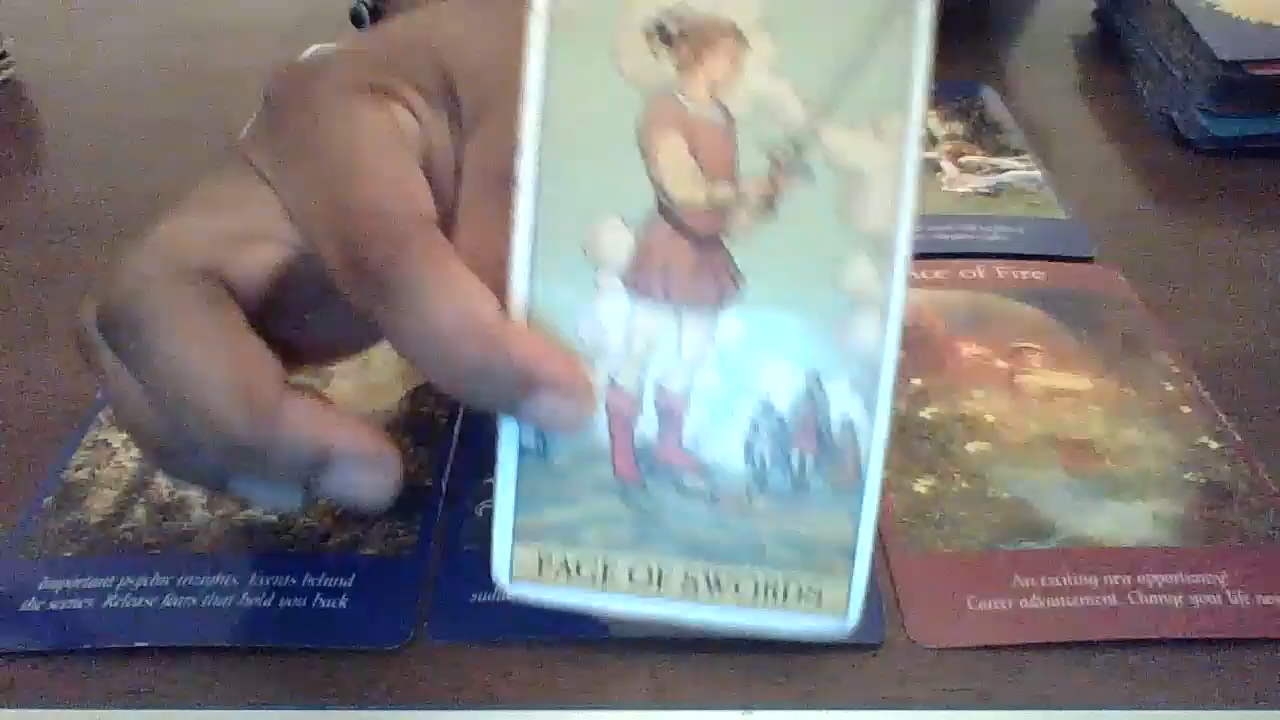 Ace of Fire
PAGE OF SWORDS
Important psychic insights. Events behind
the scenes. Release fears that hold you back
An exciting new opportunity!
Career advancement. Change your life